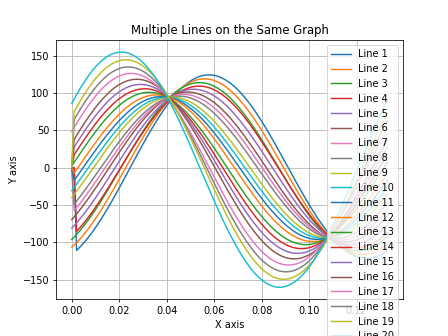 Multiple Lines on the Same Graph
Y axis
150
100
50
0
−50
−100
−150
0.00
0.02
0.04
0.06
0.08
0.10
X axis
Line 1
Line 2
Line 3
Line 4
Line 5
Line 6
Line 7
Line 8
Line 9
Line 10
Line 11
Line 12
Line 13
Line 14
Line 15
Line 16
Line 17
Line 18
Line 19
Line 20